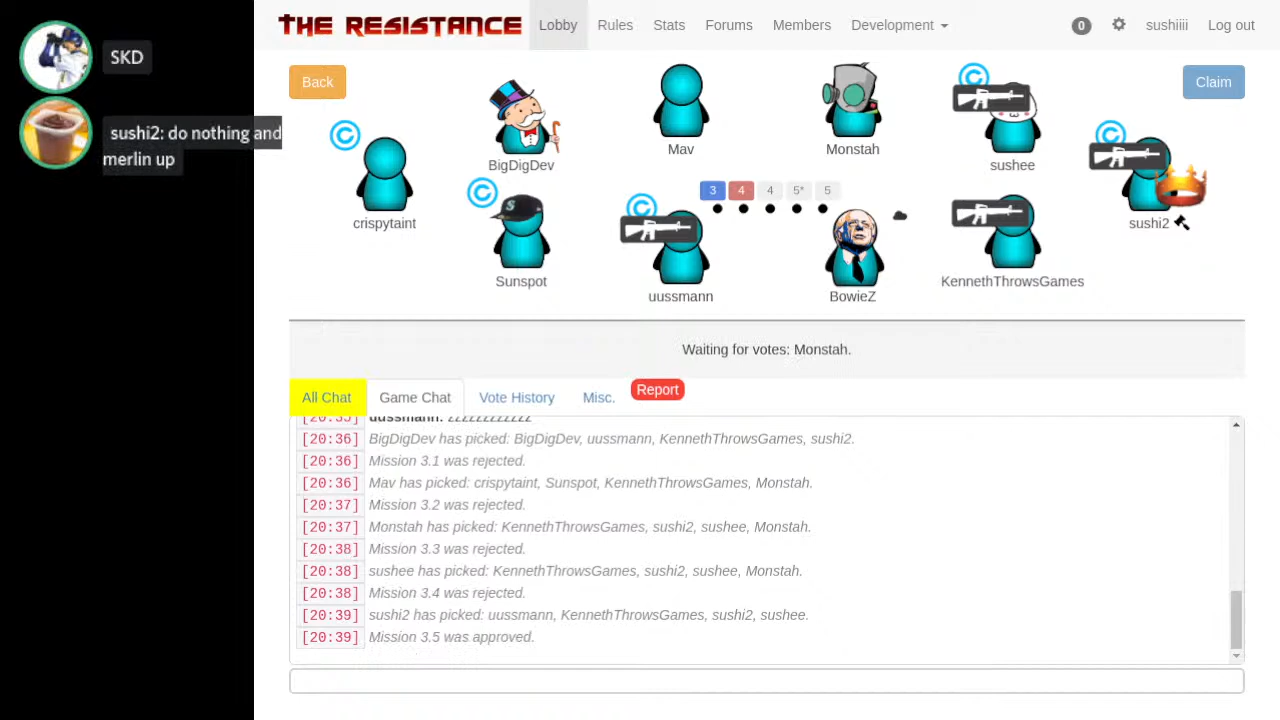 SKD
sushi2: do nothing and
merlin up
THE RESISTANCE
Lobby
Rules
Stats
Forums
Members
Development
0
sushiiii
Log out
Back
Claim
crispytaint
BigDigDev
Mav
Monstah
sushee
sushi2
Sunspot
uussmann
3 4 4 5* 5
BowieZ
KennethThrowsGames
Waiting for votes: Monstah.
All Chat
Game Chat
Vote History
Misc.
Report
[20:35] uussmann: zzzzzzzzzzzz
[20:36] BigDigDev has picked: BigDigDev, uussmann, KennethThrowsGames, sushi2.
[20:36] Mission 3.1 was rejected.
[20:36] Mav has picked: crispytaint, Sunspot, KennethThrowsGames, Monstah.
[20:37] Mission 3.2 was rejected.
[20:37] Monstah has picked: KennethThrowsGames, sushi2, sushee, Monstah.
[20:38] Mission 3.3 was rejected.
[20:38] sushee has picked: KennethThrowsGames, sushi2, sushee, Monstah.
[20:38] Mission 3.4 was rejected.
[20:39] sushi2 has picked: uussmann, KennethThrowsGames, sushi2, sushee.
[20:39] Mission 3.5 was approved.